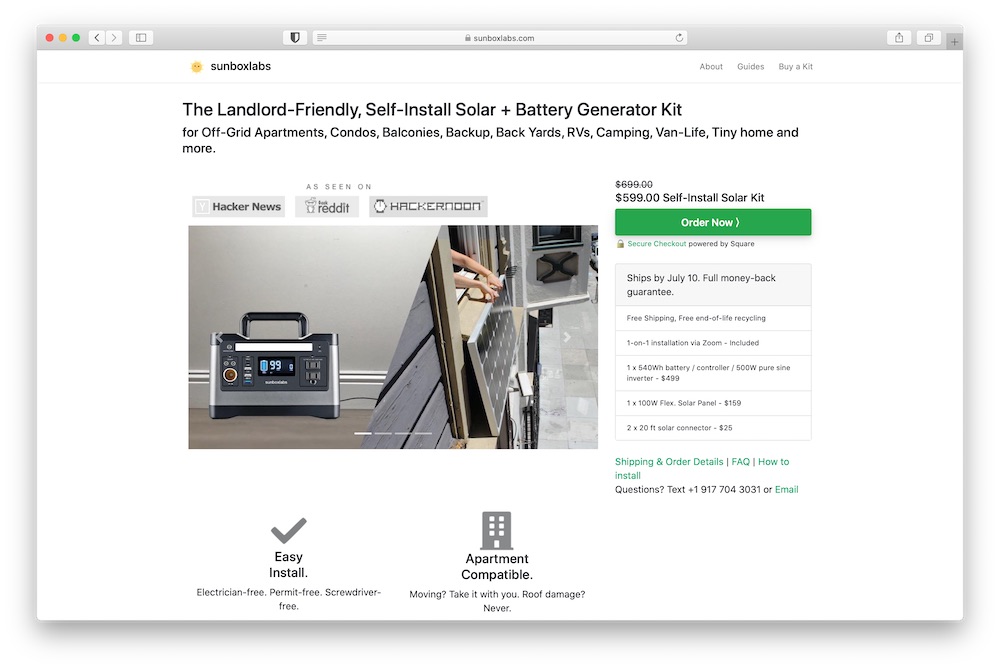 sunboxlabs.com
sunboxlabs
About Guides Buy a Kit
The Landlord-Friendly, Self-Install Solar + Battery Generator Kit
for Off-Grid Apartments, Condos, Balconies, Backup, Back Yards, RVs, Camping, Van-Life, Tiny home and
more.
AS SEEN ON
Y Hacker News
reddit
HACKERNOON
99
sunboxlabs
$699.00
$599.00 Self-Install Solar Kit
Order Now ⟩
Secure Checkout powered by Square
Ships by July 10. Full money-back
guarantee.
Free Shipping, Free end-of-life recycling
1-on-1 installation via Zoom - Included
1 x 540Wh battery / controller / 500W pure sine
inverter - $499
1 x 100W Flex. Solar Panel - $159
2 x 20 ft solar connector - $25
Shipping & Order Details | FAQ | How to
install
Questions? Text +1 917 704 3031 or Email
Easy
Install.
Electrician-free. Permit-free. Screwdriver-
free.
Apartment
Compatible.
Moving? Take it with you. Roof damage?
Never.